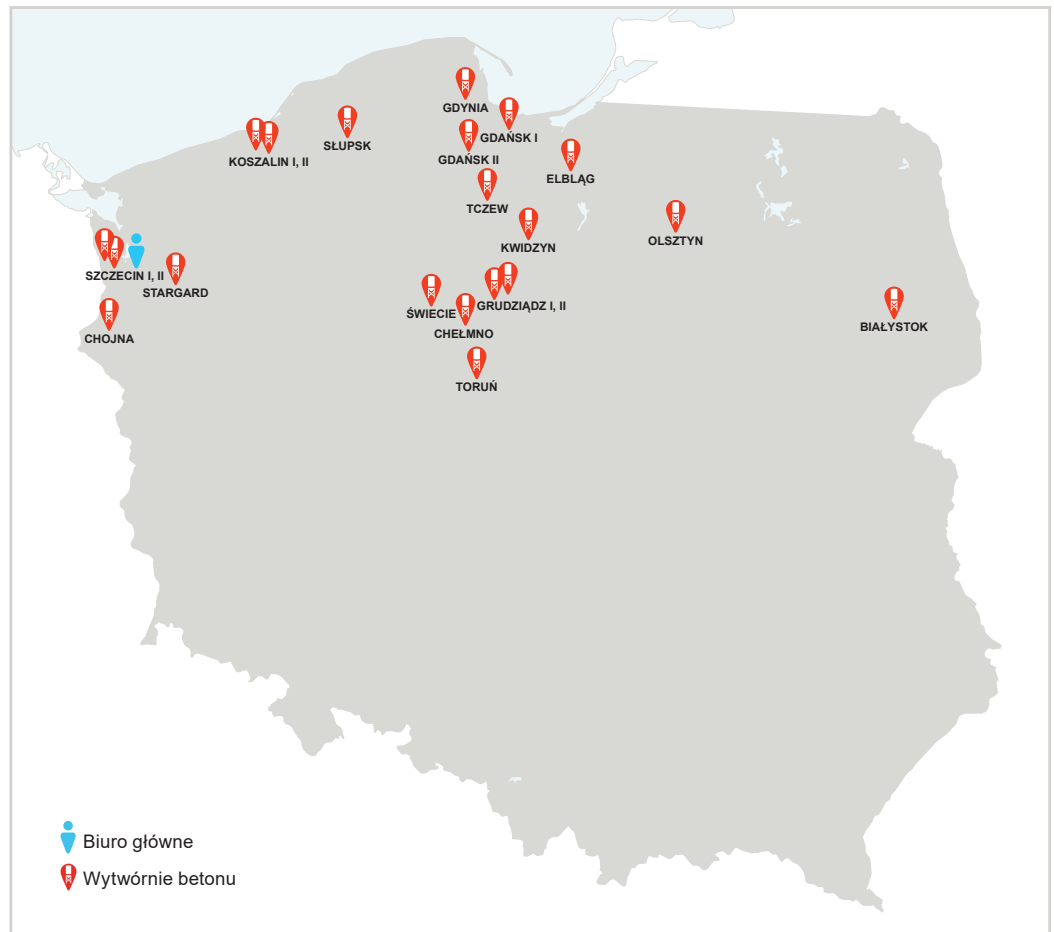 GDYNIA
GDAŃSK I
SŁUPSK
KOSZALIN I, II
GDAŃSK II
ELBLĄG
TCZEW
OLSZTYN
KWIDZYN
SZCZECIN I, II
STARGARD
GRUDZIĄDZ I, II
ŚWIECIE
BIAŁYSTOK
CHEŁMNO
CHOJNA
TORUŃ
Biuro główne
Wytwórnie betonu